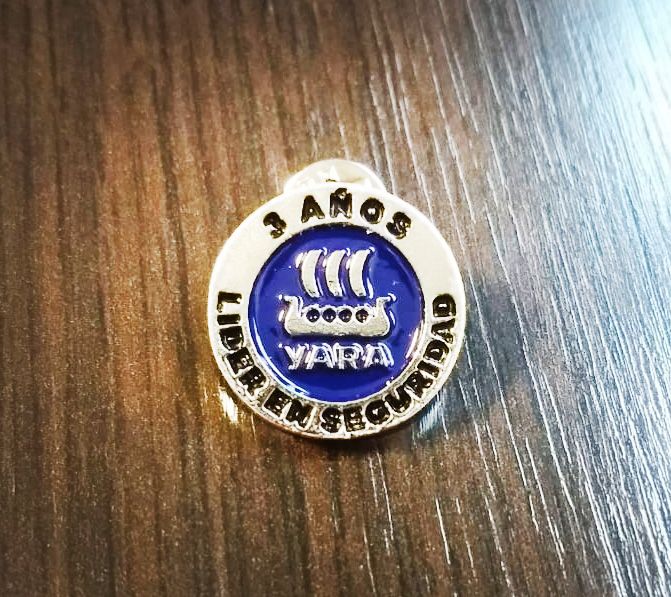 3 AÑOS
YARA
LIDER EN SEGURIDAD